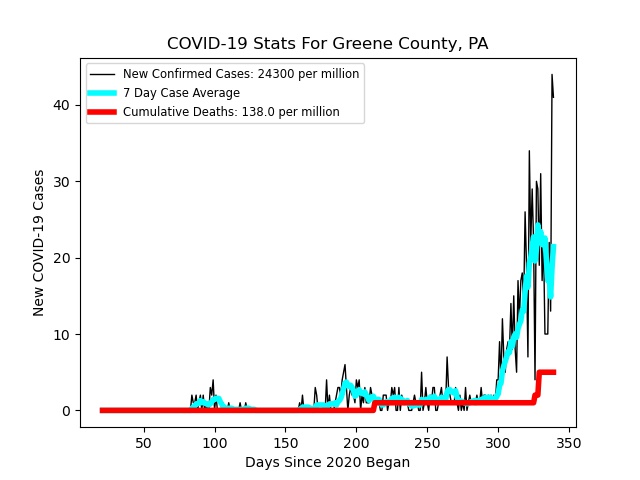 COVID-19 Stats For Greene County, PA
New Confirmed Cases: 24300 per million
7 Day Case Average
Cumulative Deaths: 138.0 per million
New COVID-19 Cases
40
30
20
10
0
50 100 150 200 250 300 350
Days Since 2020 Began